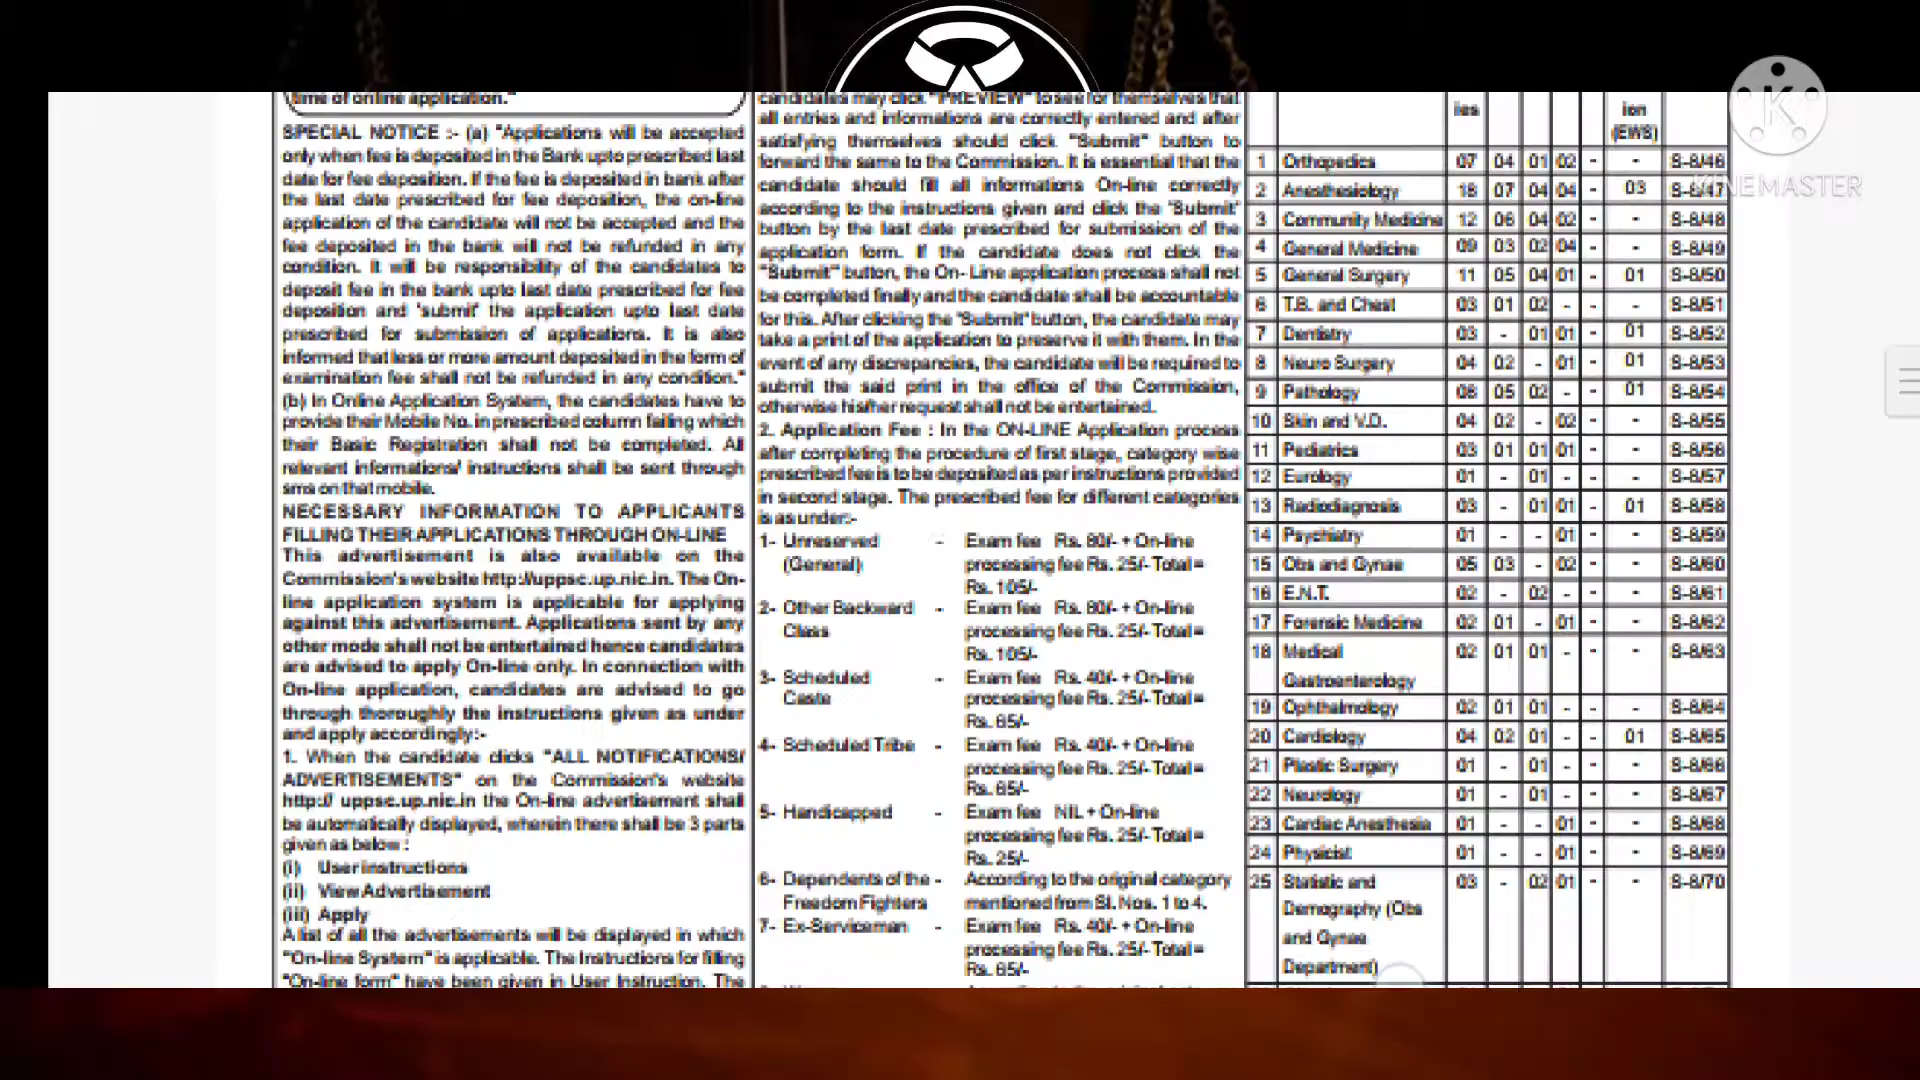 time of online application."
SPECIAL NOTICE :- (a) "Applications will be accepted
only when fee is deposited in the Bank upto prescribed last
date for fee deposition. If the fee is deposited in bank after
the last date prescribed for fee deposition, the on-line
application of the candidate will not be accepted and the
fee deposited in the bank will not be refunded in any
condition. It will be responsibility of the candidates to
deposit fee in the bank upto last date prescribed for fee
deposition and 'submit' the application upto last date
prescribed for submission of applications. It is also
informed that less or more amount deposited in the form of
examination fee shall not be refunded in any condition."
(b) In Online Application System, the candidates have to
provide their Mobile No. in prescribed column failing which
their Basic Registration shall not be completed. All
relevant informations/ instructions shall be sent through
sms on that mobile.
NECESSARY INFORMATION TO APPLICANTS
FILLING THEIR APPLICATIONS THROUGH ON-LINE
This advertisement is also available on the
Commission's website http://uppsc.up.nic.in. The On-
line application system is applicable for applying
against this advertisement. Applications sent by any
other mode shall not be entertained hence candidates
are advised to apply On-line only. In connection with
On-line application, candidates are advised to go
through thoroughly the instructions given as under
and apply accordingly:-
1. When the candidate clicks "ALL NOTIFICATIONS/
ADVERTISEMENTS" on the Commission's website
http:// uppsc.up.nic.in the On-line advertisement shall
be automatically displayed, wherein there shall be 3 parts
given as below :
(i) User instructions
(ii) View Advertisement
(iii) Apply
A list of all the advertisements will be displayed in which
"On-line System" is applicable. The Instructions for filling
"On-line form" have been given in User Instruction. The
candidates may click "PREVIEW" to see for themselves that
all entries and informations are correctly entered and after
satisfying themselves should click "Submit" button to
forward the same to the Commission. It is essential that the
candidate should fill all informations On-line correctly
according to the instructions given and click the 'Submit'
button by the last date prescribed for submission of the
application form. If the candidate does not click the
"Submit" button, the On- Line application process shall not
be completed finally and the candidate shall be accountable
for this. After clicking the 'Submit' button, the candidate may
take a print of the application to preserve it with them. In the
event of any discrepancies, the candidate will be required to
submit the said print in the office of the Commission,
otherwise his/her request shall not be entertained.
2. Application Fee : In the ON-LINE Application process
after completing the procedure of first stage, category wise
prescribed fee is to be deposited as per instructions provided
in second stage. The prescribed fee for different categories
is as under:-
1- Unreserved - Exam fee Rs. 80/- + On-line
(General) processing fee Rs. 25/- Total =
Rs. 105/-
2- Other Backward - Exam fee Rs. 80/- + On-line
Class processing fee Rs. 25/- Total =
Rs. 105/-
3- Scheduled - Exam fee Rs. 40/- + On-line
Caste processing fee Rs. 25/- Total =
Rs. 65/-
4- Scheduled Tribe - Exam fee Rs. 40/- + On-line
processing fee Rs. 25/- Total =
Rs. 65/-
5- Handicapped - Exam fee NIL + On-line
processing fee Rs. 25/- Total =
Rs. 25/-
6- Dependents of the - According to the original category
Freedom Fighters mentioned from Sl. Nos. 1 to 4.
7- Ex-Serviceman - Exam fee Rs. 40/- + On-line
processing fee Rs. 25/- Total =
Rs. 65/-
ies ion
(EWS)
1 Orthopedics 07 04 01 02 - - S-8/46
2 Anesthesiology 18 07 04 04 - 03 S-8/47
3 Community Medicine 12 06 04 02 - - S-8/48
4 General Medicine 09 03 02 04 - - S-8/49
5 General Surgery 11 05 04 01 - 01 S-8/50
6 T.B. and Chest 03 01 02 - - - S-8/51
7 Dentistry 03 - 01 01 - 01 S-8/52
8 Neuro Surgery 04 02 - 01 - 01 S-8/53
9 Pathology 08 05 02 - - 01 S-8/54
10 Skin and V.D. 04 02 - 02 - - S-8/55
11 Pediatrics 03 01 01 01 - - S-8/56
12 Eurology 01 - 01 - - - S-8/57
13 Radiodiagnosis 03 - 01 01 - 01 S-8/58
14 Psychiatry 01 - - 01 - - S-8/59
15 Obs and Gynae 05 03 - 02 - - S-8/60
16 E.N.T. 02 - 02 - - - S-8/61
17 Forensic Medicine 02 01 - 01 - - S-8/62
18 Medical 02 01 01 - - - S-8/63
Gastroenterology
19 Ophthalmology 02 01 01 - - - S-8/64
20 Cardiology 04 02 01 - - 01 S-8/65
21 Plastic Surgery 01 - 01 - - - S-8/66
22 Neurology 01 - 01 - - - S-8/67
23 Cardiac Anesthesia 01 - - 01 - - S-8/68
24 Physicist 01 - - 01 - - S-8/69
25 Statistic and 03 - 02 01 - - S-8/70
Demography (Obs
and Gynae
Department)
K
KINEMASTER